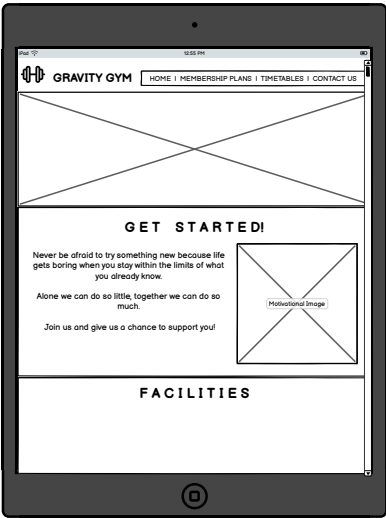 iPad 12:55 PM
GRAVITY GYM
HOME | MEMBERSHIP PLANS | TIMETABLES | CONTACT US
GET STARTED!
Never be afraid to try something new because life
gets boring when you stay within the limits of what
you already know.
Alone we can do so little, together we can do so
much.
Join us and give us a chance to support you!
Motivational Image
FACILITIES